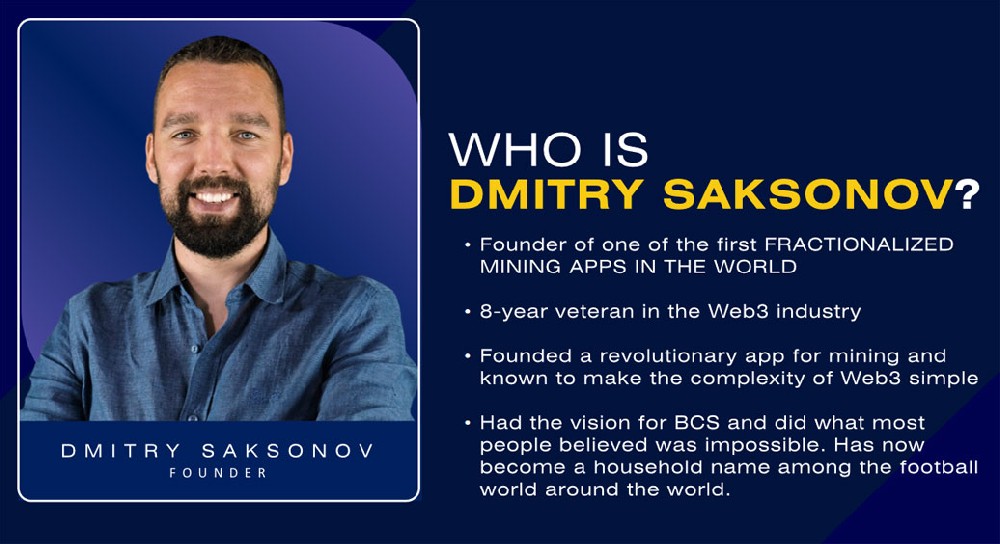 WHO IS
DMITRY SAKSONOV?
• Founder of one of the first FRACTIONALIZED
MINING APPS IN THE WORLD
• 8-year veteran in the Web3 industry
• Founded a revolutionary app for mining and
known to make the complexity of Web3 simple
• Had the vision for BCS and did what most
people believed was impossible. Has now
become a household name among the football
world around the world.
DMITRY SAKSONOV
FOUNDER